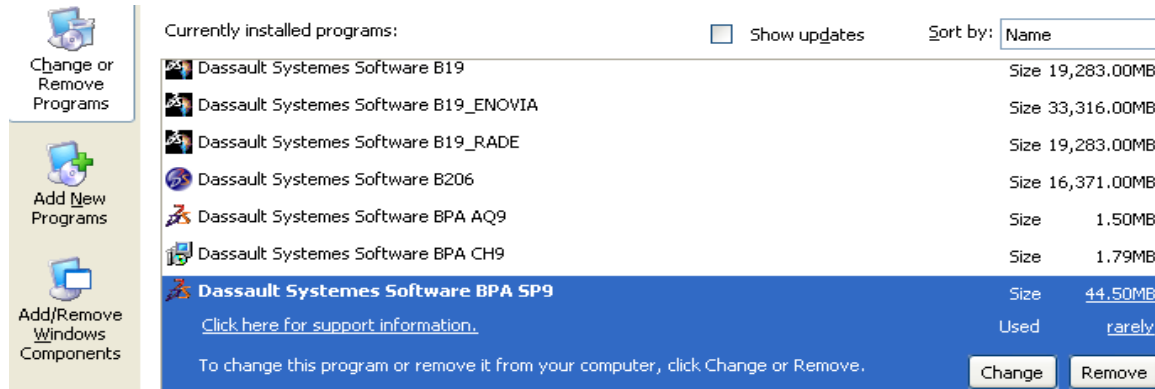 Currently installed programs:
Show updates
Sort by: Name
Change or
Remove
Programs
Add New
Programs
Add/Remove
Windows
Components
Dassault Systemes Software B19 Size 19,283.00MB
Dassault Systemes Software B19_ENOVIA Size 33,316.00MB
Dassault Systemes Software B19_RADE Size 19,283.00MB
Dassault Systemes Software B206 Size 16,371.00MB
Dassault Systemes Software BPA AQ9 Size 1.50MB
Dassault Systemes Software BPA CH9 Size 1.79MB
Dassault Systemes Software BPA SP9 Size 44.50MB
Click here for support information. Used rarely
To change this program or remove it from your computer, click Change or Remove. Change Remove